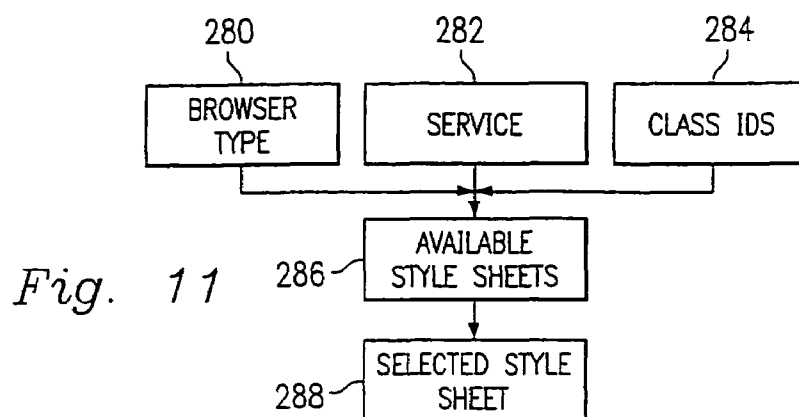 280
282
284
BROWSER
TYPE
SERVICE
CLASS IDS
286
AVAILABLE
STYLE SHEETS
Fig. 11
288
SELECTED STYLE
SHEET